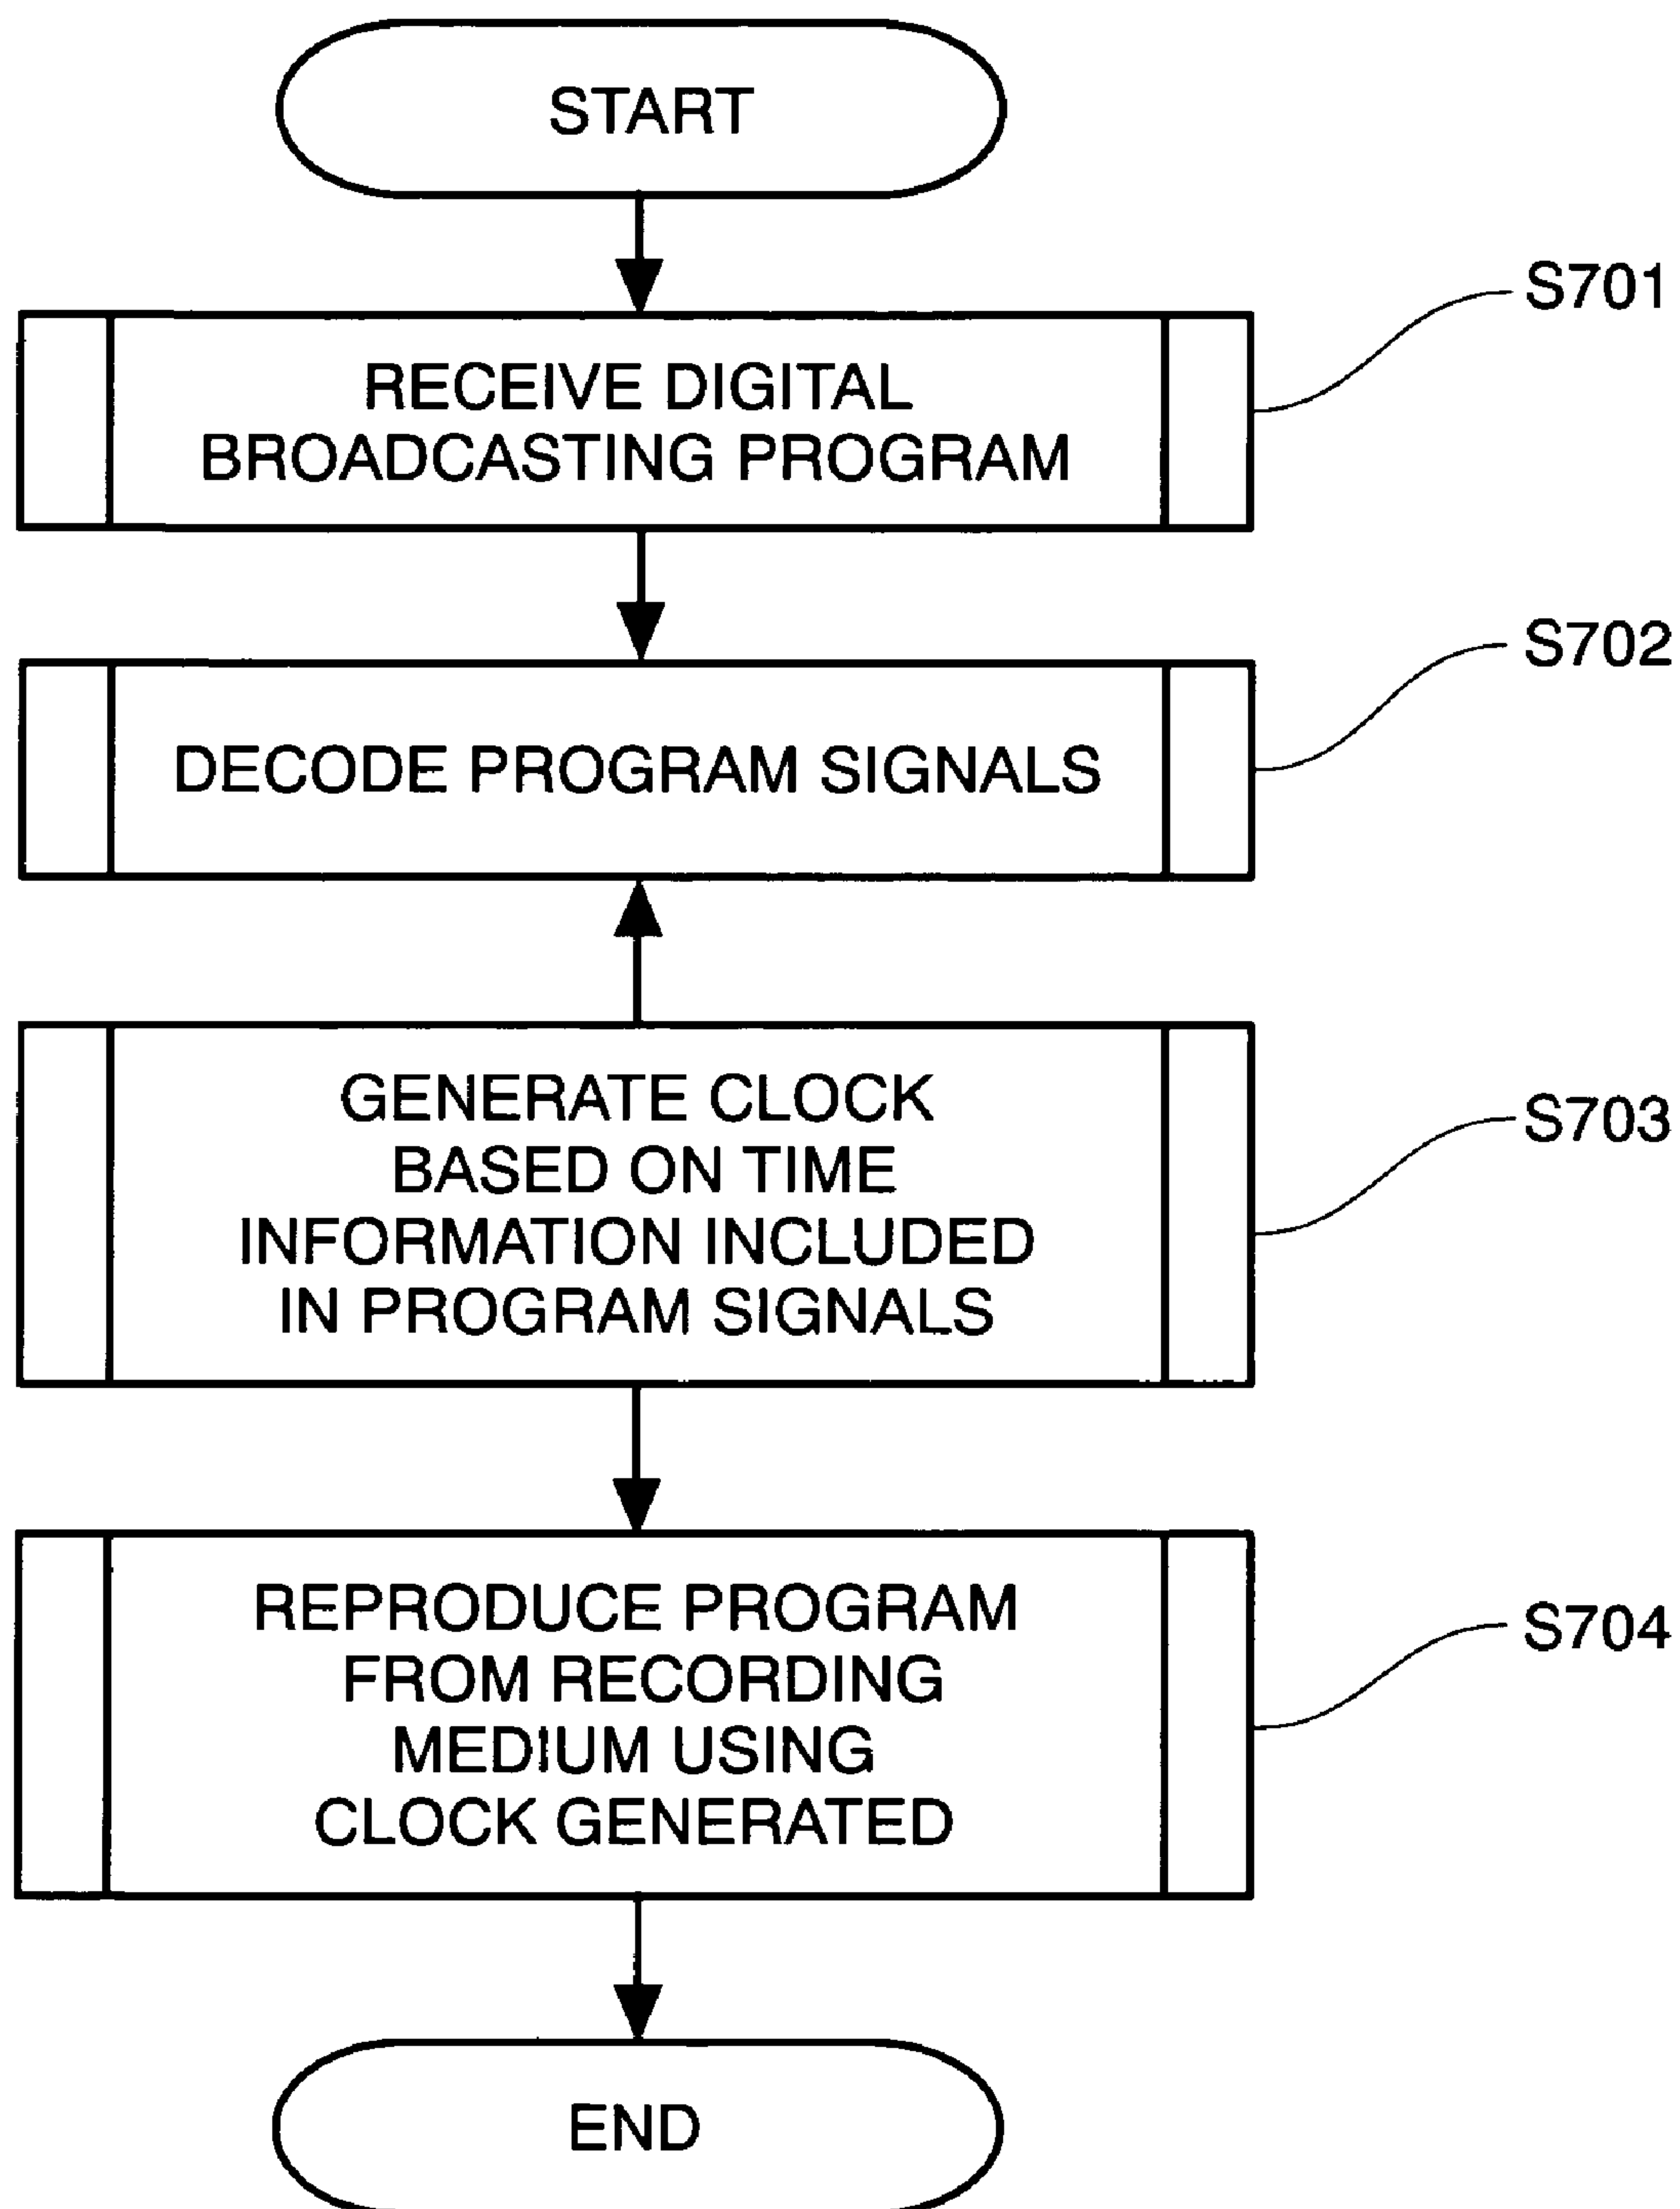 START
S701
RECEIVE DIGITAL
BROADCASTING PROGRAM
S702
DECODE PROGRAM SIGNALS
S703
GENERATE CLOCK
BASED ON TIME
INFORMATION INCLUDED
IN PROGRAM SIGNALS
S704
REPRODUCE PROGRAM
FROM RECORDING
MEDIUM USING
CLOCK GENERATED
END